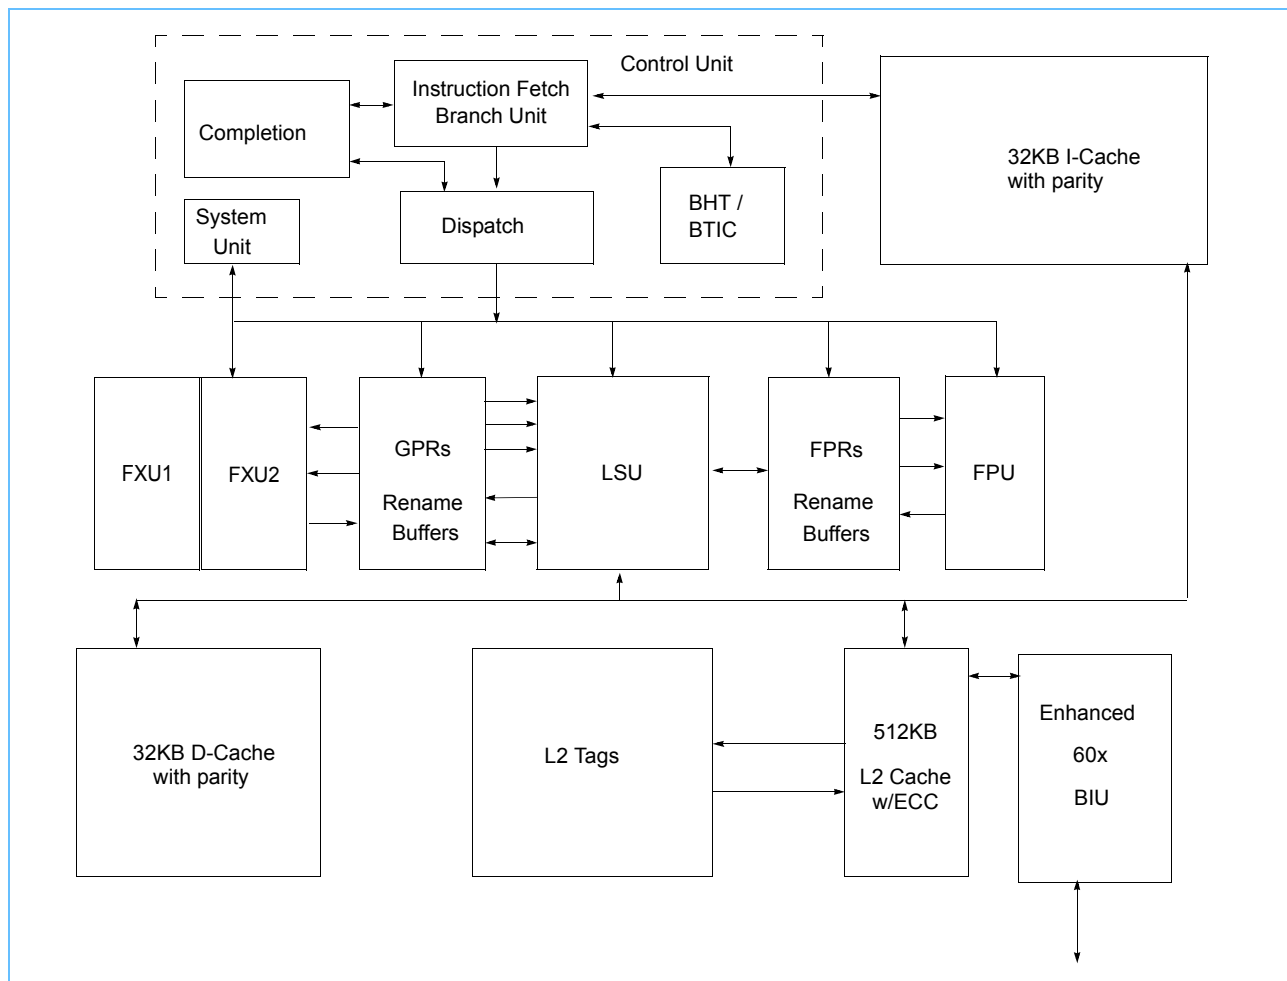 Control Unit
Instruction Fetch
Branch Unit
Completion
32KB I-Cache
with parity
BHT /
BTIC
System
Unit
Dispatch
FXU1
FXU2
GPRs
Rename
Buffers
LSU
FPRs
Rename
Buffers
FPU
32KB D-Cache
with parity
L2 Tags
512KB
L2 Cache
w/ECC
Enhanced
60x
BIU